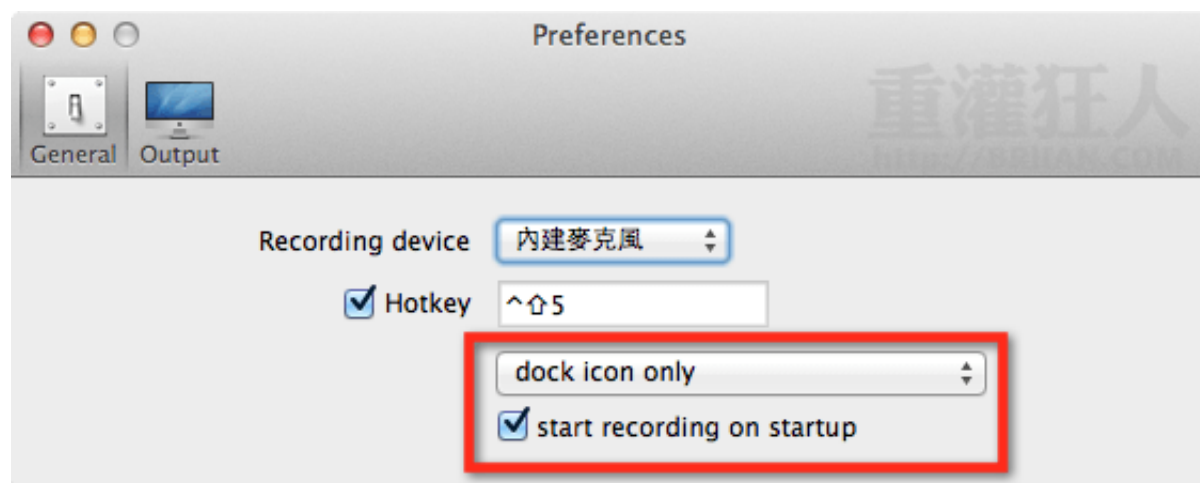 Preferences
重灌狂人
http://BRIIAN.COM
General
Output
Recording device 內建麥克風
Hotkey ^⇧5
dock icon only
start recording on startup